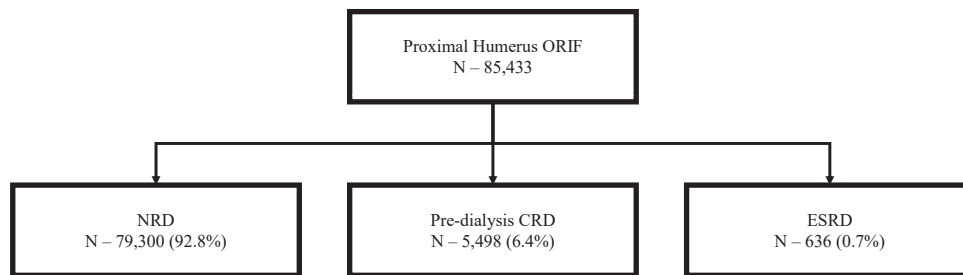 Proximal Humerus ORIF
N – 85,433
NRD
N – 79,300 (92.8%)
Pre-dialysis CRD
N – 5,498 (6.4%)
ESRD
N – 636 (0.7%)